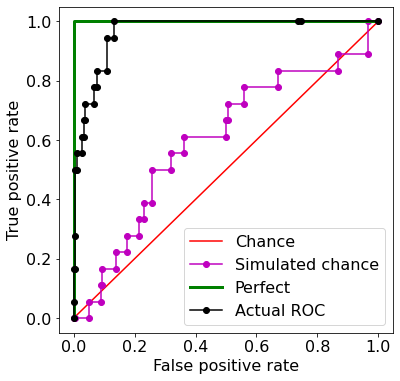 1.0
0.8
0.6
0.4
0.2
0.0
True positive rate
Chance
Simulated chance
Perfect
Actual ROC
0.0 0.2 0.4 0.6 0.8 1.0
False positive rate